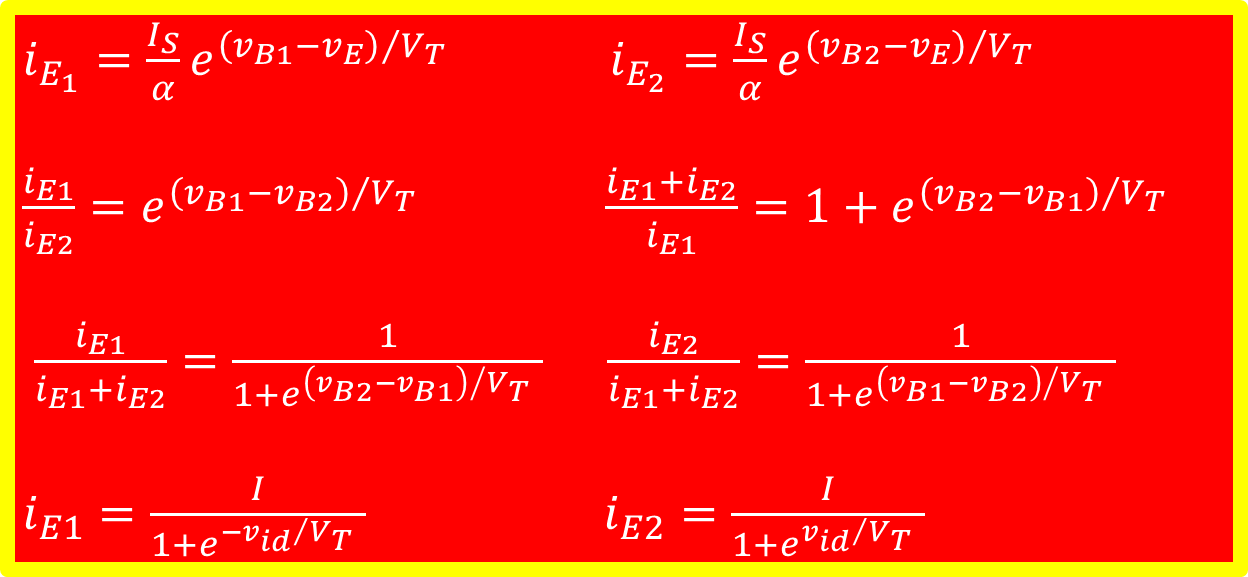 $i_{E_1} = \frac{I_S}{\alpha} e^{(v_{B1}-v_E)/V_T}$ $i_{E_2} = \frac{I_S}{\alpha} e^{(v_{B2}-v_E)/V_T}$
$\frac{i_{E1}}{i_{E2}} = e^{(v_{B1}-v_{B2})/V_T}$ $\frac{i_{E1}+i_{E2}}{i_{E1}} = 1 + e^{(v_{B2}-v_{B1})/V_T}$
$\frac{i_{E1}}{i_{E1}+i_{E2}} = \frac{1}{1+e^{(v_{B2}-v_{B1})/V_T}}$ $\frac{i_{E2}}{i_{E1}+i_{E2}} = \frac{1}{1+e^{(v_{B1}-v_{B2})/V_T}}$
$i_{E1} = \frac{I}{1+e^{-v_{id}/V_T}}$ $i_{E2} = \frac{I}{1+e^{v_{id}/V_T}}$